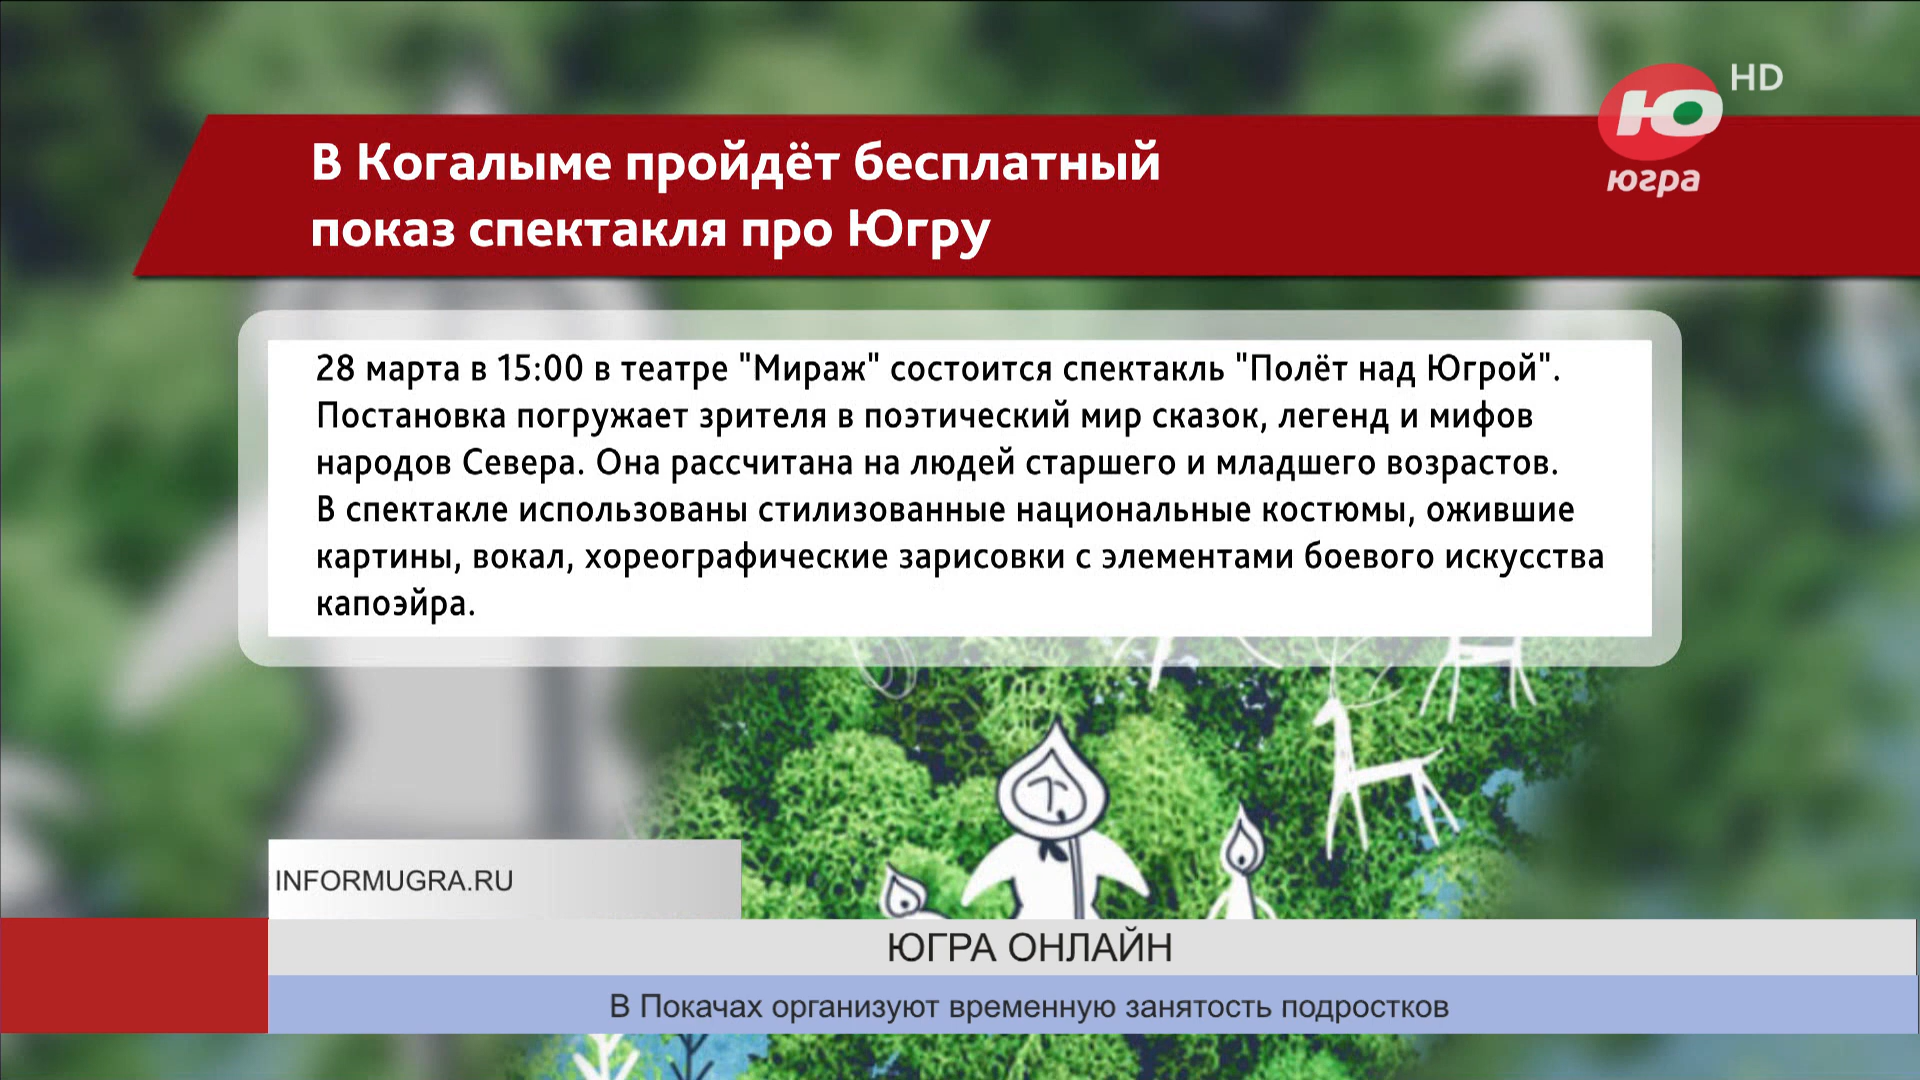 HD
Ю
югра
В Когалыме пройдёт бесплатный
показ спектакля про Югру
28 марта в 15:00 в театре "Мираж" состоится спектакль "Полёт над Югрой".
Постановка погружает зрителя в поэтический мир сказок, легенд и мифов
народов Севера. Она рассчитана на людей старшего и младшего возрастов.
В спектакле использованы стилизованные национальные костюмы, ожившие
картины, вокал, хореографические зарисовки с элементами боевого искусства
капоэйра.
INFORMUGRA.RU
ЮГРА ОНЛАЙН
В Покачах организуют временную занятость подростков